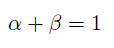 α + β = 1